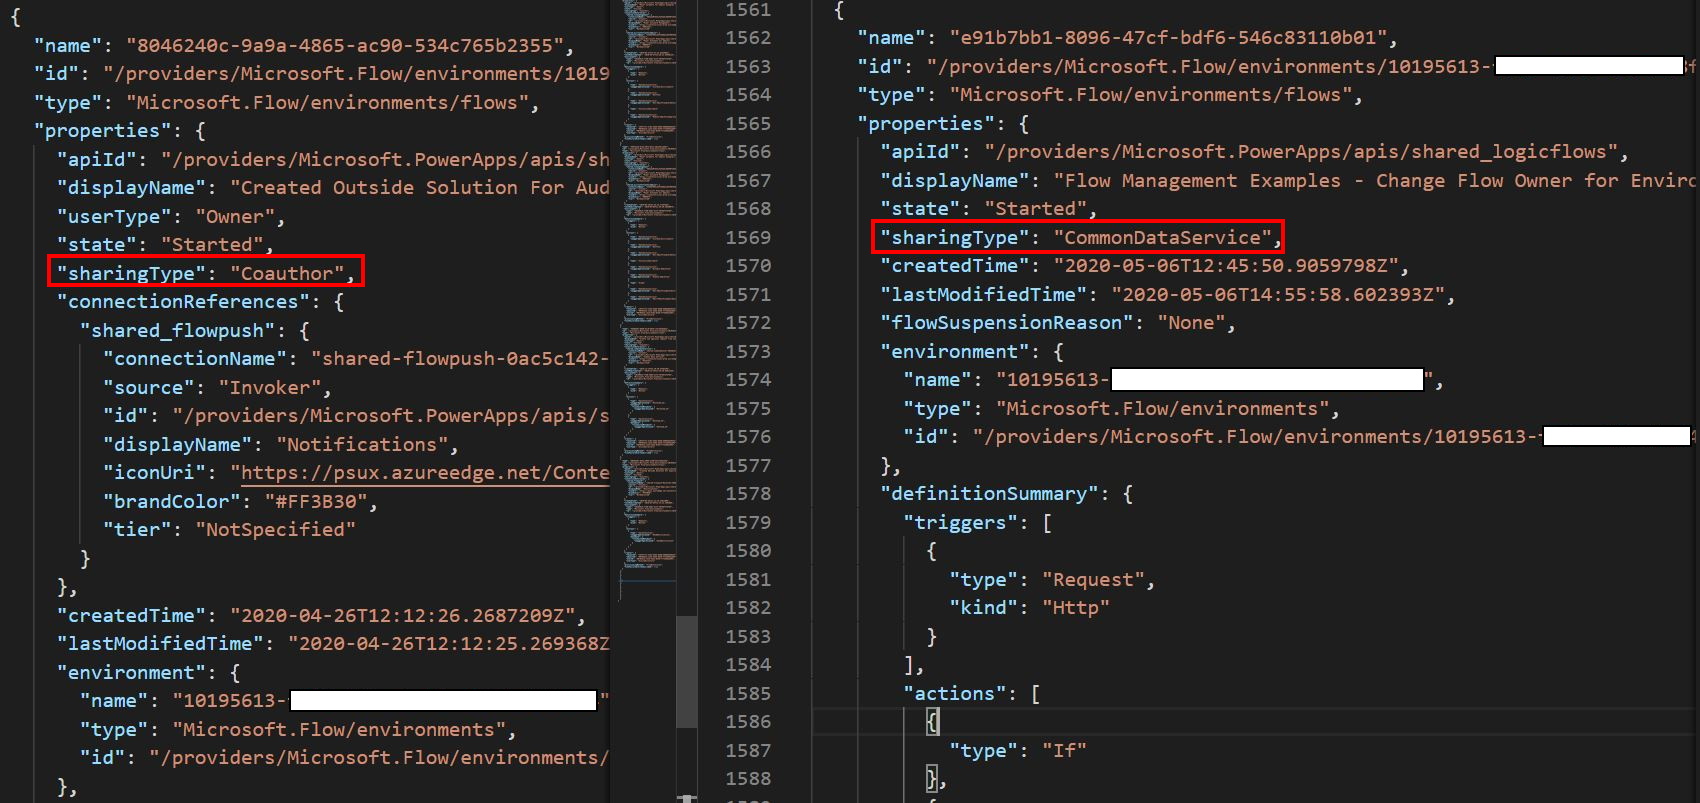 {
"name": "8046240c-9a9a-4865-ac90-534c765b2355",
"id": "/providers/Microsoft.Flow/environments/1019
"type": "Microsoft.Flow/environments/flows",
"properties": {
"apiId": "/providers/Microsoft.PowerApps/apis/sh
"displayName": "Created Outside Solution For Aud
"userType": "Owner",
"state": "Started",
"sharingType": "Coauthor",
"connectionReferences": {
"shared_flowpush": {
"connectionName": "shared-flowpush-0ac5c142-
"source": "Invoker",
"id": "/providers/Microsoft.PowerApps/apis/s
"displayName": "Notifications",
"iconUri": "https://psux.azureedge.net/Conte
"brandColor": "#FF3B30",
"tier": "NotSpecified"
}
},
"createdTime": "2020-04-26T12:12:26.2687209Z",
"lastModifiedTime": "2020-04-26T12:12:25.269368Z
"environment": {
"name": "10195613-"
"type": "Microsoft.Flow/environments",
"id": "/providers/Microsoft.Flow/environments/
},
1561 {
1562 "name": "e91b7bb1-8096-47cf-bdf6-546c83110b01",
1563 "id": "/providers/Microsoft.Flow/environments/10195613-
1564 "type": "Microsoft.Flow/environments/flows",
1565 "properties": {
1566 "apiId": "/providers/Microsoft.PowerApps/apis/shared_logicflows",
1567 "displayName": "Flow Management Examples - Change Flow Owner for Enviro
1568 "state": "Started",
1569 "sharingType": "CommonDataService",
1570 "createdTime": "2020-05-06T12:45:50.9059798Z",
1571 "lastModifiedTime": "2020-05-06T14:55:58.602393Z",
1572 "flowSuspensionReason": "None",
1573 "environment": {
1574 "name": "10195613-",
1575 "type": "Microsoft.Flow/environments",
1576 "id": "/providers/Microsoft.Flow/environments/10195613-
1577 },
1578 "definitionSummary": {
1579 "triggers": [
1580 {
1581 "type": "Request",
1582 "kind": "Http"
1583 }
1584 ],
1585 "actions": [
1586 {
1587 "type": "If"
1588 },